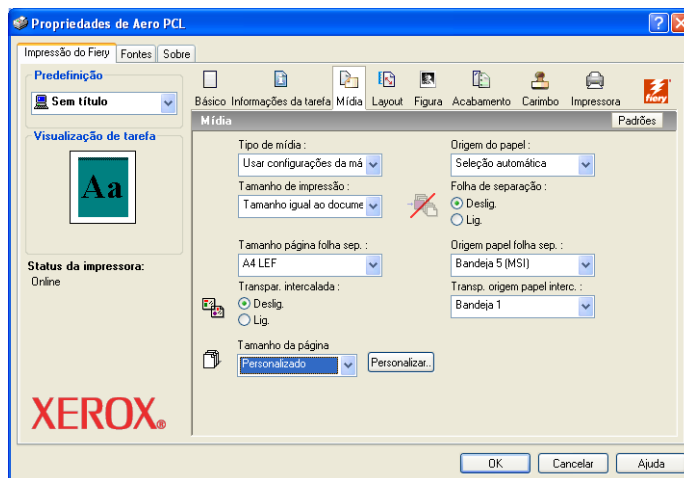 Propriedades de Aero PCL
Impressão do Fiery Fontes Sobre
Predefinição
Sem título
Visualização de tarefa
Aa
Status da impressora:
Online
XEROX®
Básico Informações da tarefa Mídia Layout Figura Acabamento Carimbo Impressora
fiery
Mídia Padrões
Tipo de mídia :
Usar configurações da má
Origem do papel :
Seleção automática
Tamanho de impressão :
Tamanho igual ao docume
Folha de separação :
Deslig.
Lig.
Tamanho página folha sep. :
A4 LEF
Origem papel folha sep. :
Bandeja 5 (MSI)
Transpar. intercalada :
Deslig.
Lig.
Transp. origem papel interc. :
Bandeja 1
Tamanho da página
Personalizado Personalizar..
OK Cancelar Ajuda